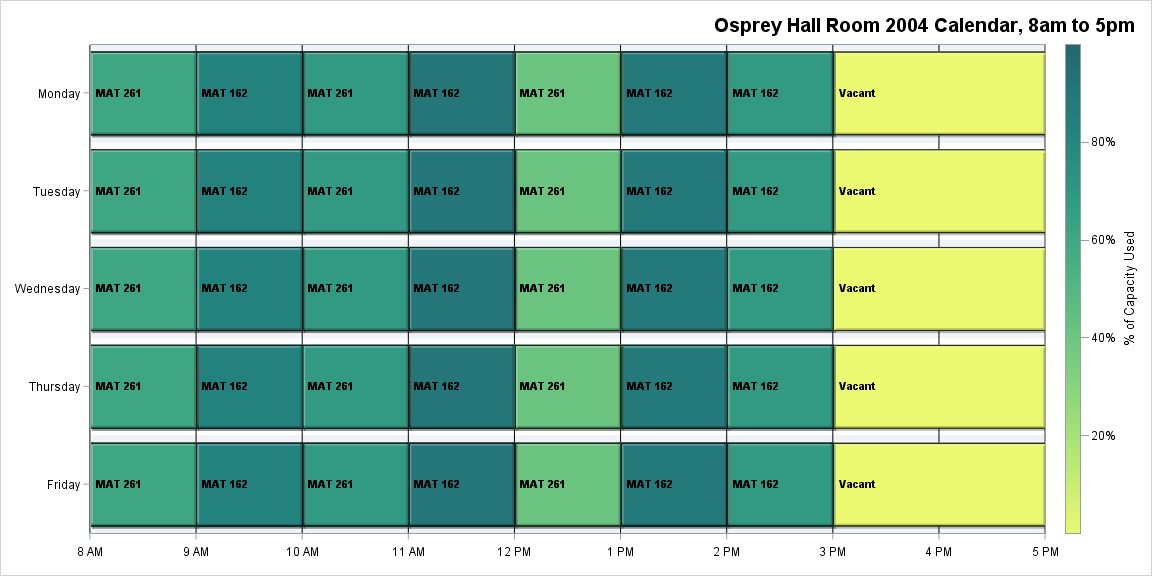 Osprey Hall Room 2004 Calendar, 8am to 5pm
Monday MAT 261 MAT 162 MAT 261 MAT 162 MAT 261 MAT 162 MAT 162 Vacant
Tuesday MAT 261 MAT 162 MAT 261 MAT 162 MAT 261 MAT 162 MAT 162 Vacant
Wednesday MAT 261 MAT 162 MAT 261 MAT 162 MAT 261 MAT 162 MAT 162 Vacant
Thursday MAT 261 MAT 162 MAT 261 MAT 162 MAT 261 MAT 162 MAT 162 Vacant
Friday MAT 261 MAT 162 MAT 261 MAT 162 MAT 261 MAT 162 MAT 162 Vacant
8 AM 9 AM 10 AM 11 AM 12 PM 1 PM 2 PM 3 PM 4 PM 5 PM
80%
60%
40%
20%
% of Capacity Used